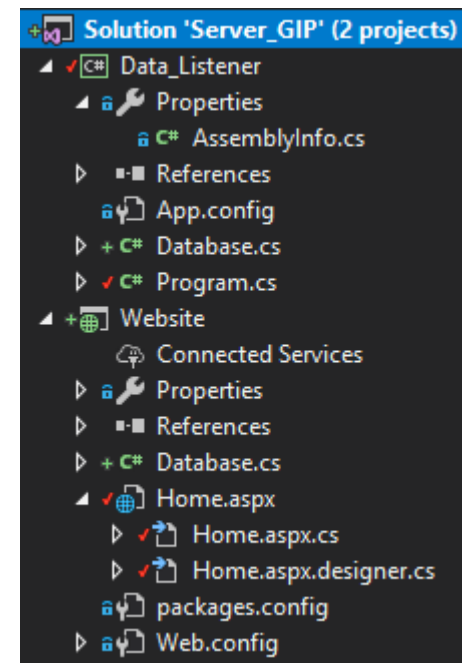 Solution 'Server_GIP' (2 projects)
C# Data_Listener
Properties
C# AssemblyInfo.cs
References
App.config
C# Database.cs
C# Program.cs
Website
Connected Services
Properties
References
C# Database.cs
Home.aspx
Home.aspx.cs
Home.aspx.designer.cs
packages.config
Web.config